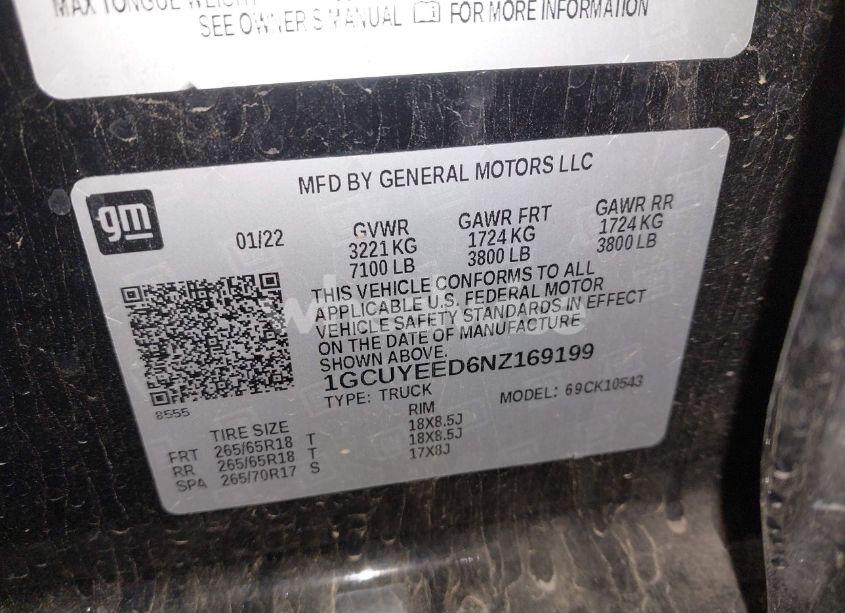 MAX TONGUE WEIGHT
SEE OWNER'S MANUAL FOR MORE INFORMATION
MFD BY GENERAL MOTORS LLC
gm
01/22
GVWR
3221 KG
7100 LB
GAWR FRT
1724 KG
3800 LB
GAWR RR
1724 KG
3800 LB
THIS VEHICLE CONFORMS TO ALL
APPLICABLE U.S. FEDERAL MOTOR
VEHICLE SAFETY STANDARDS IN EFFECT
ON THE DATE OF MANUFACTURE
SHOWN ABOVE.
1GCUYEED6NZ169199
TYPE: TRUCK MODEL: 69CK10543
8555
TIRE SIZE RIM
FRT 265/65R18 T 18X8.5J
RR 265/65R18 T 18X8.5J
SPA 265/70R17 S 17X8J